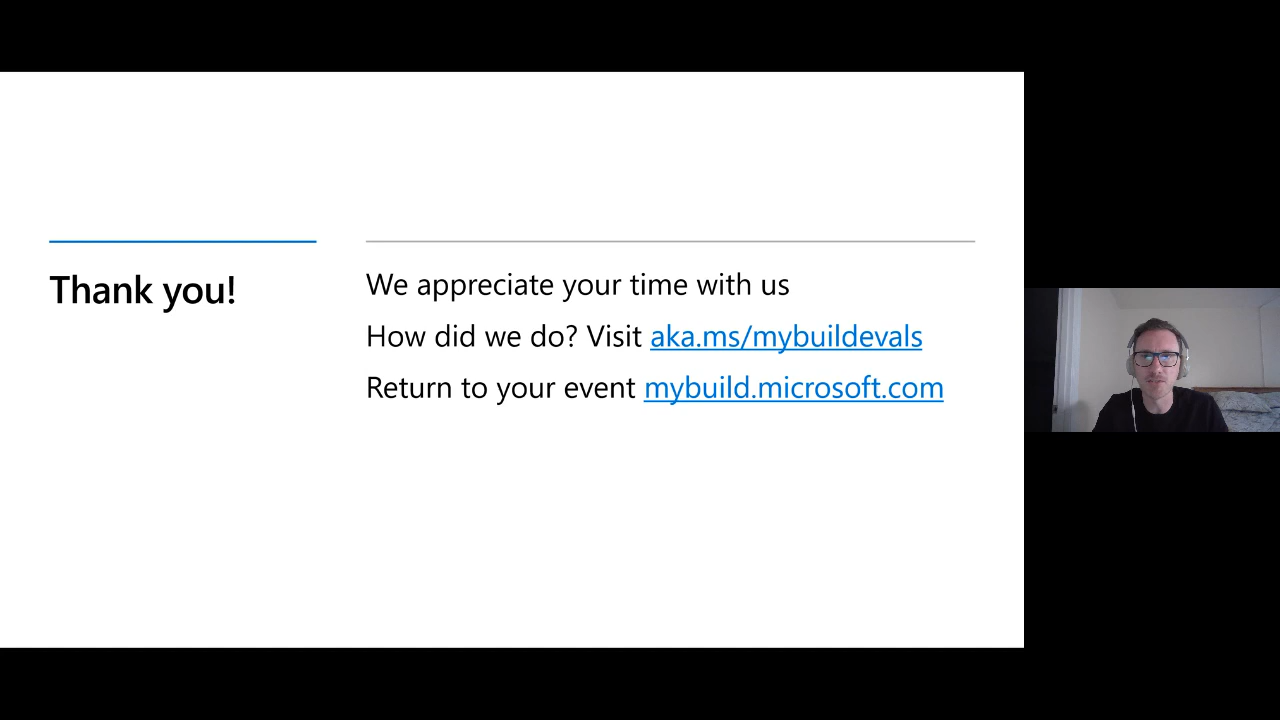 Thank you!
We appreciate your time with us
How did we do? Visit aka.ms/mybuildevals
Return to your event mybuild.microsoft.com